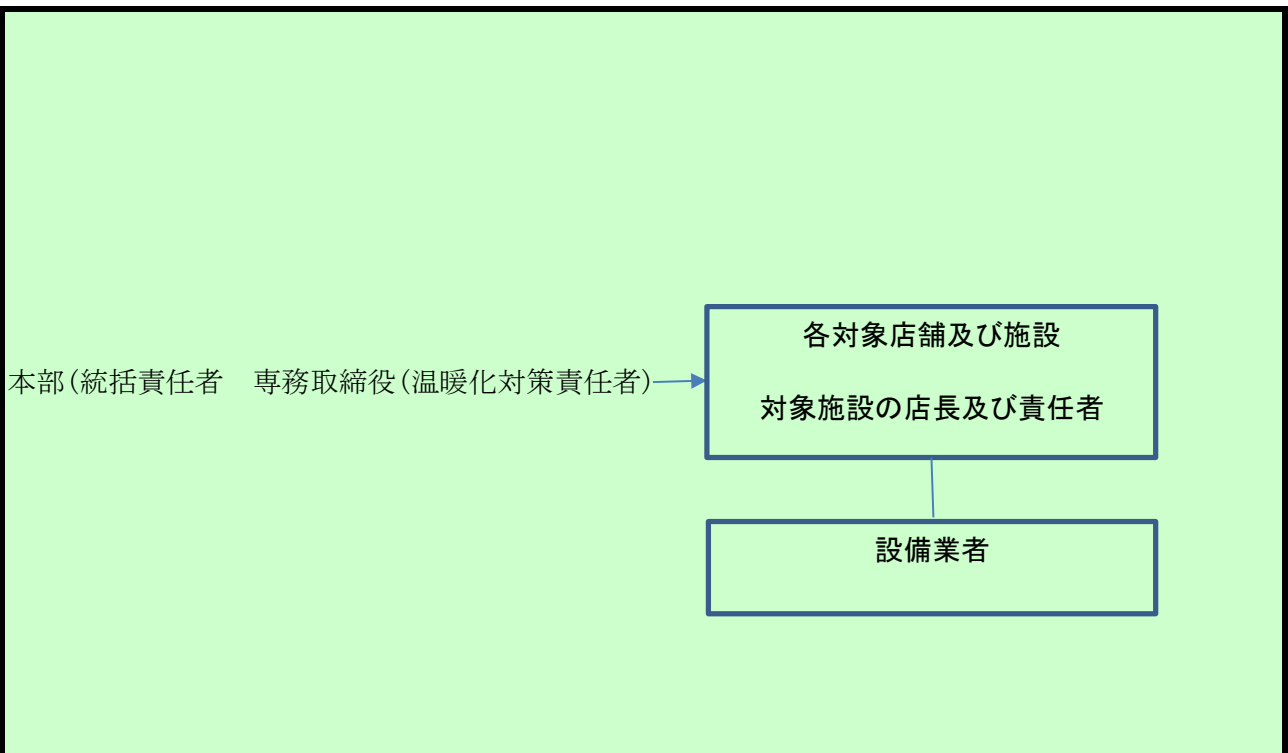 本部(統括責任者　専務取締役(温暖化対策責任者)
各対象店舗及び施設
対象施設の店長及び責任者
設備業者